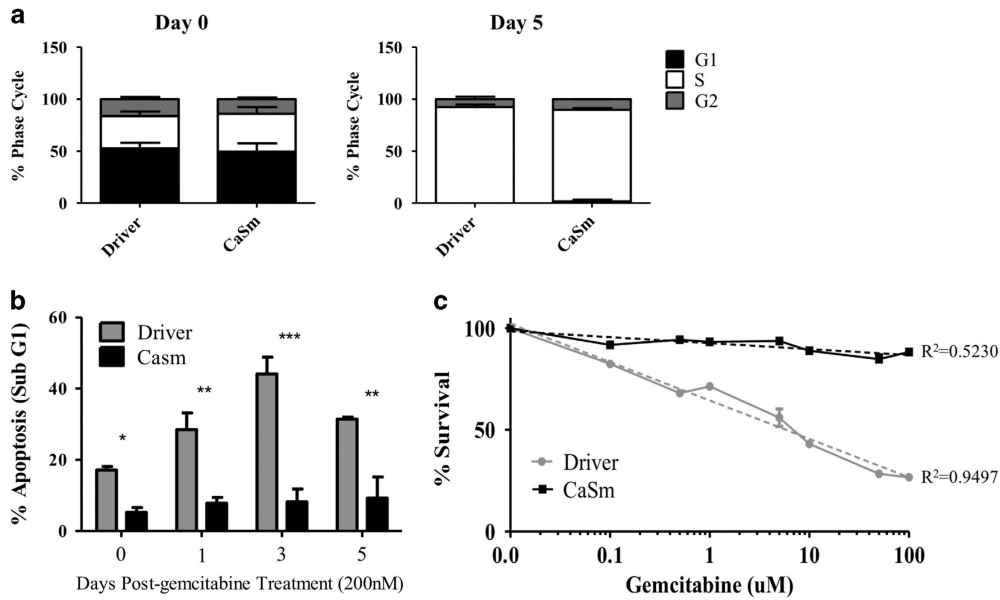 a
Day 0
Day 5
% Phase Cycle
150
100
50
0
Driver
CaSm
% Phase Cycle
150
100
50
0
Driver
CaSm
G1
S
G2
b
% Apoptosis (Sub G1)
60
40
20
0
Driver
Casm
*
**
***
**
0 1 3 5
Days Post-gemcitabine Treatment (200nM)
c
% Survival
100
50
0
R²=0.5230
R²=0.9497
Driver
CaSm
0.0 0.1 1 10 100
Gemcitabine (uM)